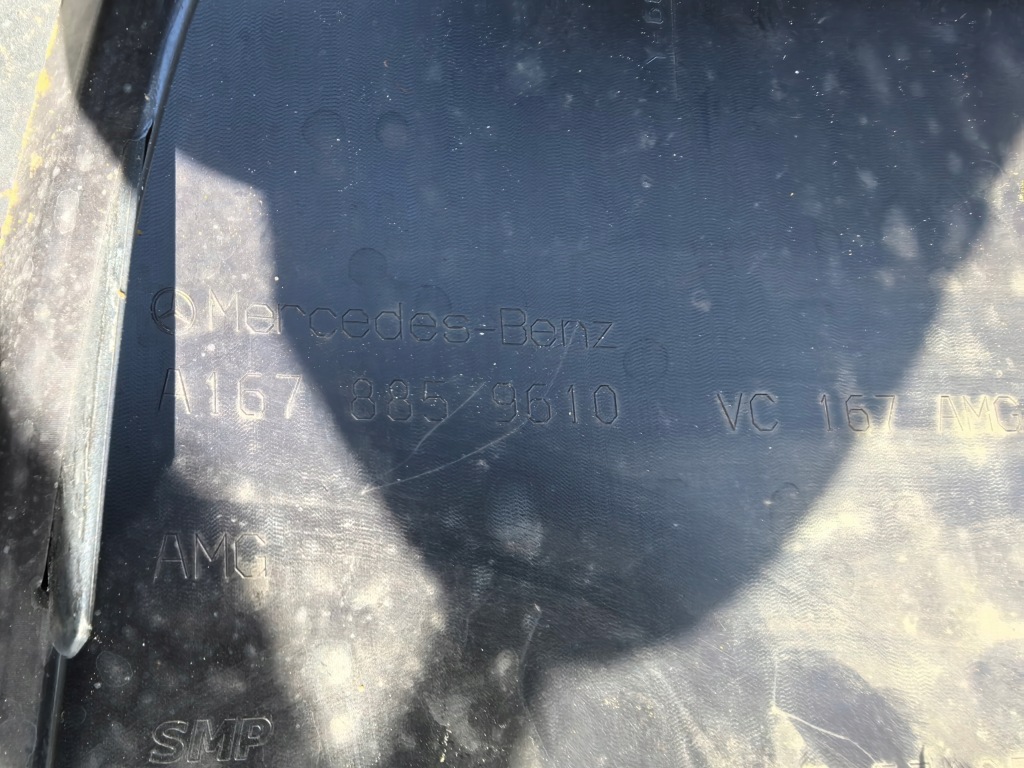 Mercedes-Benz
A167 885 9610 VC 167 AMG
AMG
SMP